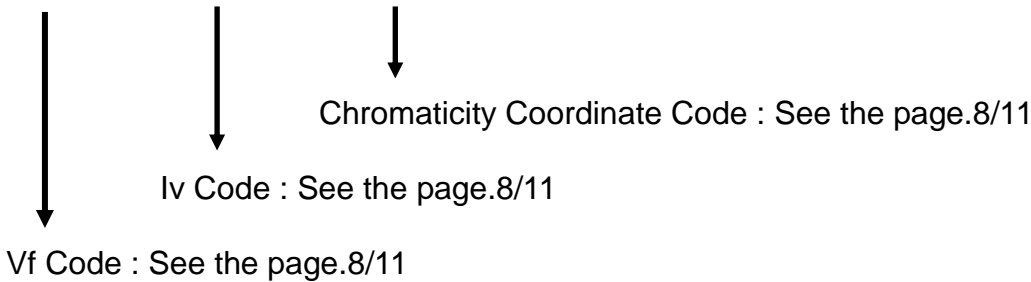 Chromaticity Coordinate Code : See the page.8/11
Iv Code : See the page.8/11
Vf Code : See the page.8/11